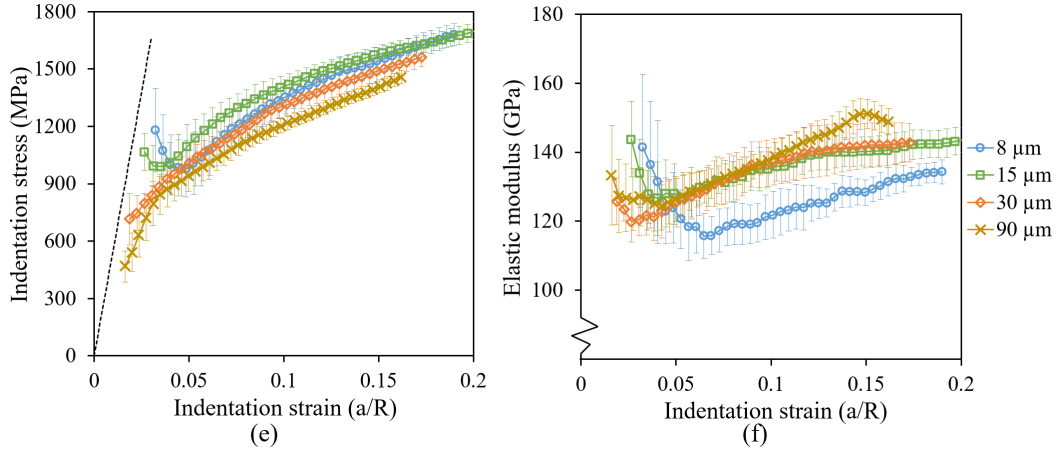 Indentation stress (MPa)
1800
1500
1200
900
600
300
0
0
0.05
0.1
0.15
0.2
Indentation strain (a/R)
(e)
Elastic modulus (GPa)
180
160
140
120
100
0
0.05
0.1
0.15
0.2
Indentation strain (a/R)
(f)
8 µm
15 µm
30 µm
90 µm